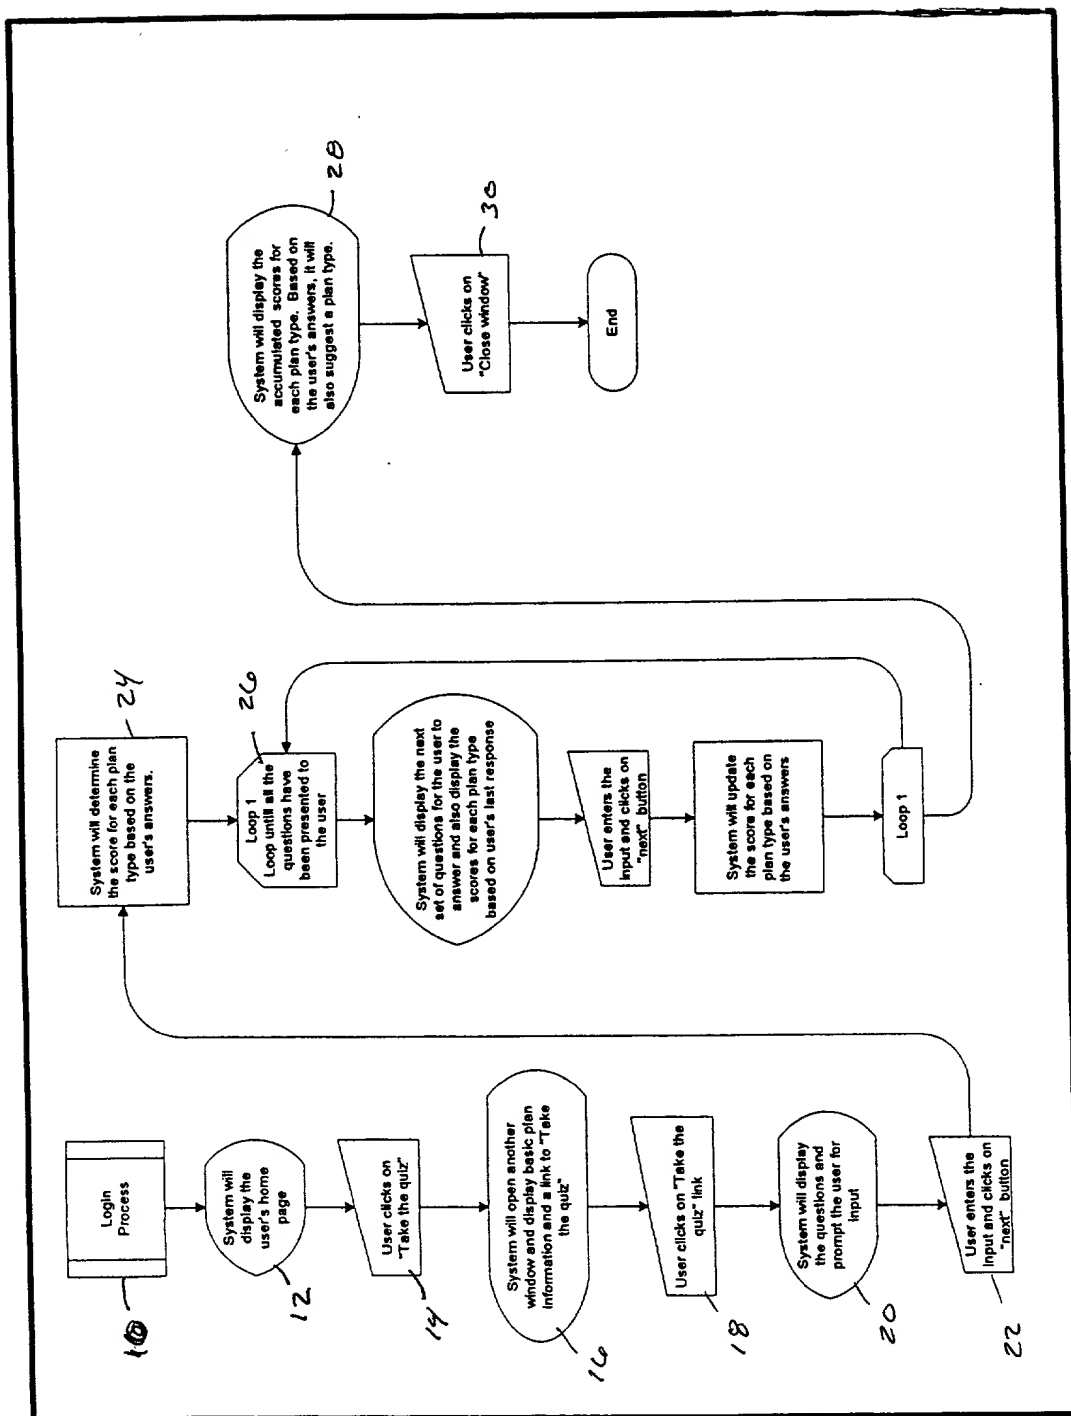 Login
Process
10
System will
display the
user's home
page
12
User clicks on
"Take the quiz"
14
System will open another
window and display basic plan
Information and a link to "Take
the quiz"
16
User clicks on "Take the
quiz" link
18
System will display
the questions and
prompt the user for
Input
20
User enters the
Input and clicks on
"next" button
22
System will determine
the score for each plan
type based on the
user's answers.
24
Loop 1
Loop untill all the
questions have
been presented to
the user
26
System will display the next
set of questions for the user to
answer and also display the
scores for each plan type
based on user's last response
User enters the
Input and clicks on
"next" button
System will update
the score for each
plan type based on
the user's answers
Loop 1
System will display the
accumulated scores for
each plan type. Based on
the user's answers, it will
also suggest a plan type.
28
User clicks on
"Close window"
30
End